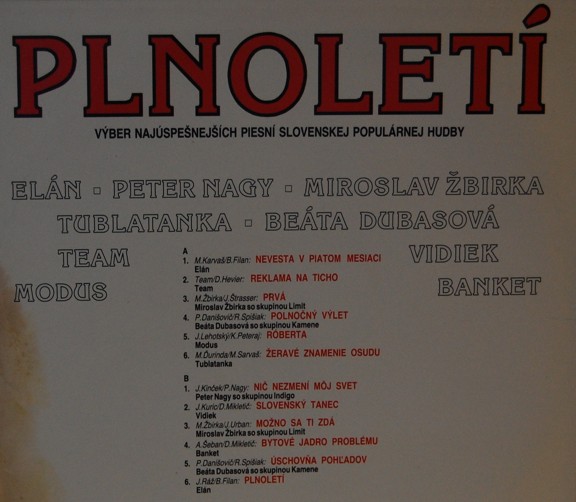 PLNOLETÍ
VÝBER NAJÚSPEŠNEJŠÍCH PIESNÍ SLOVENSKEJ POPULÁRNEJ HUDBY
ELÁN ▫ PETER NAGY ▫ MIROSLAV ŽBIRKA
TUBLATANKA ▫ BEÁTA DUBASOVÁ
TEAM
VIDIEK
MODUS
BANKET
A
1. M.Karvaš/B.Filan: NEVESTA V PIATOM MESIACI
Elán
2. Team/D.Hevier: REKLAMA NA TICHO
Team
3. M.Žbirka/J.Štrasser: PRVÁ
Miroslav Žbirka so skupinou Limit
4. P.Danišovič/R.Spišiak: POLNOČNÝ VÝLET
Beáta Dubasová so skupinou Kamene
5. J.Lehotský/K.Peteraj: RÓBERTA
Modus
6. M.Ďurinda/M.Sarvaš: ŽERAVÉ ZNAMENIE OSUDU
Tublatanka
B
1. J.Kinček/P.Nagy: NIČ NEZMENÍ MÔJ SVET
Peter Nagy so skupinou Indigo
2. J.Kuric/D.Mikletič: SLOVENSKÝ TANEC
Vidiek
3. M.Žbirka/J.Urban: MOŽNO SA TI ZDÁ
Miroslav Žbirka so skupinou Limit
4. A.Šeban/D.Mikletič: BYTOVÉ JADRO PROBLÉMU
Banket
5. P.Danišovič/R.Spišiak: ÚSCHOVŇA POHĽADOV
Beáta Dubasová so skupinou Kamene
6. J.Ráž/B.Filan: PLNOLETÍ
Elán